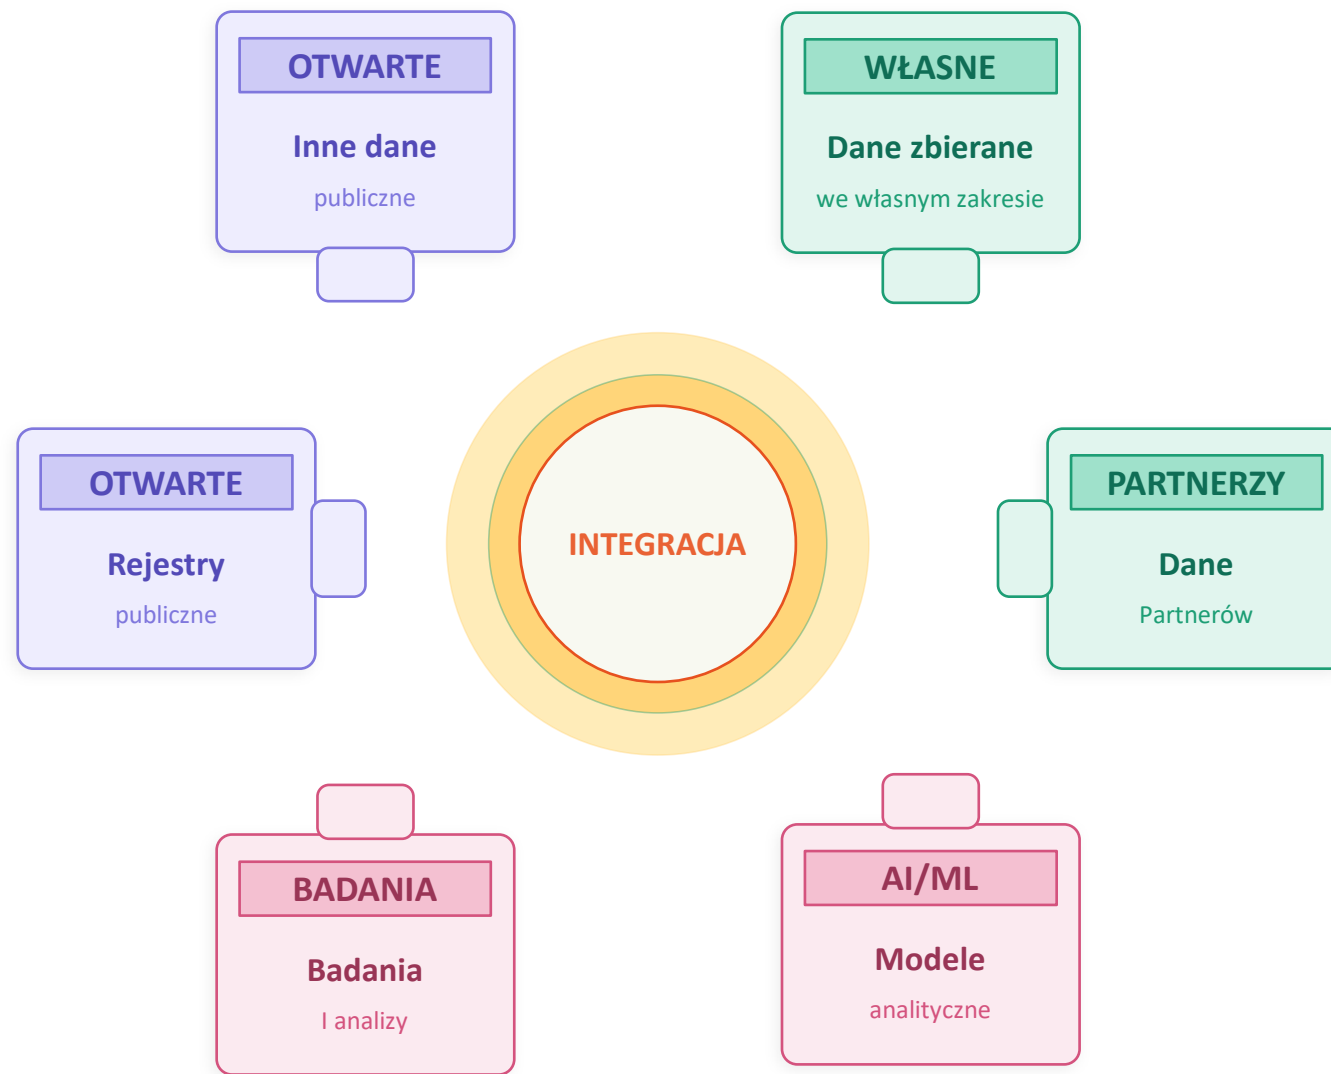 OTWARTE
Inne dane
publiczne
WŁASNE
Dane zbierane
we własnym zakresie
OTWARTE
Rejestry
publiczne
INTEGRACJA
PARTNERZY
Dane
Partnerów
BADANIA
Badania
I analizy
AI/ML
Modele
analityczne